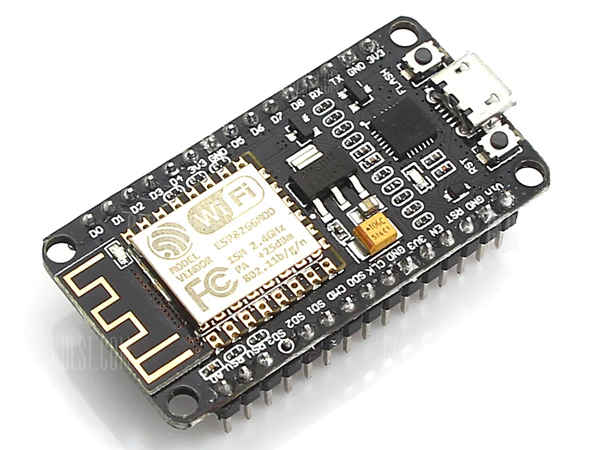 D0 D1 D2 D3 D4 3V3 GND D5 D6 D7 D8 RX TX GND 3V3
FLASH
RST
WiFi
MODEL ESP8266MOD
VENDOR
ISM 2.4GHz
PA +25dBm
802.11b/g/n
FC
106C
A0 RSV RSV SD3 SD2 SD1 CMD SD0 CLK GND 3V3 EN RST GND Vin